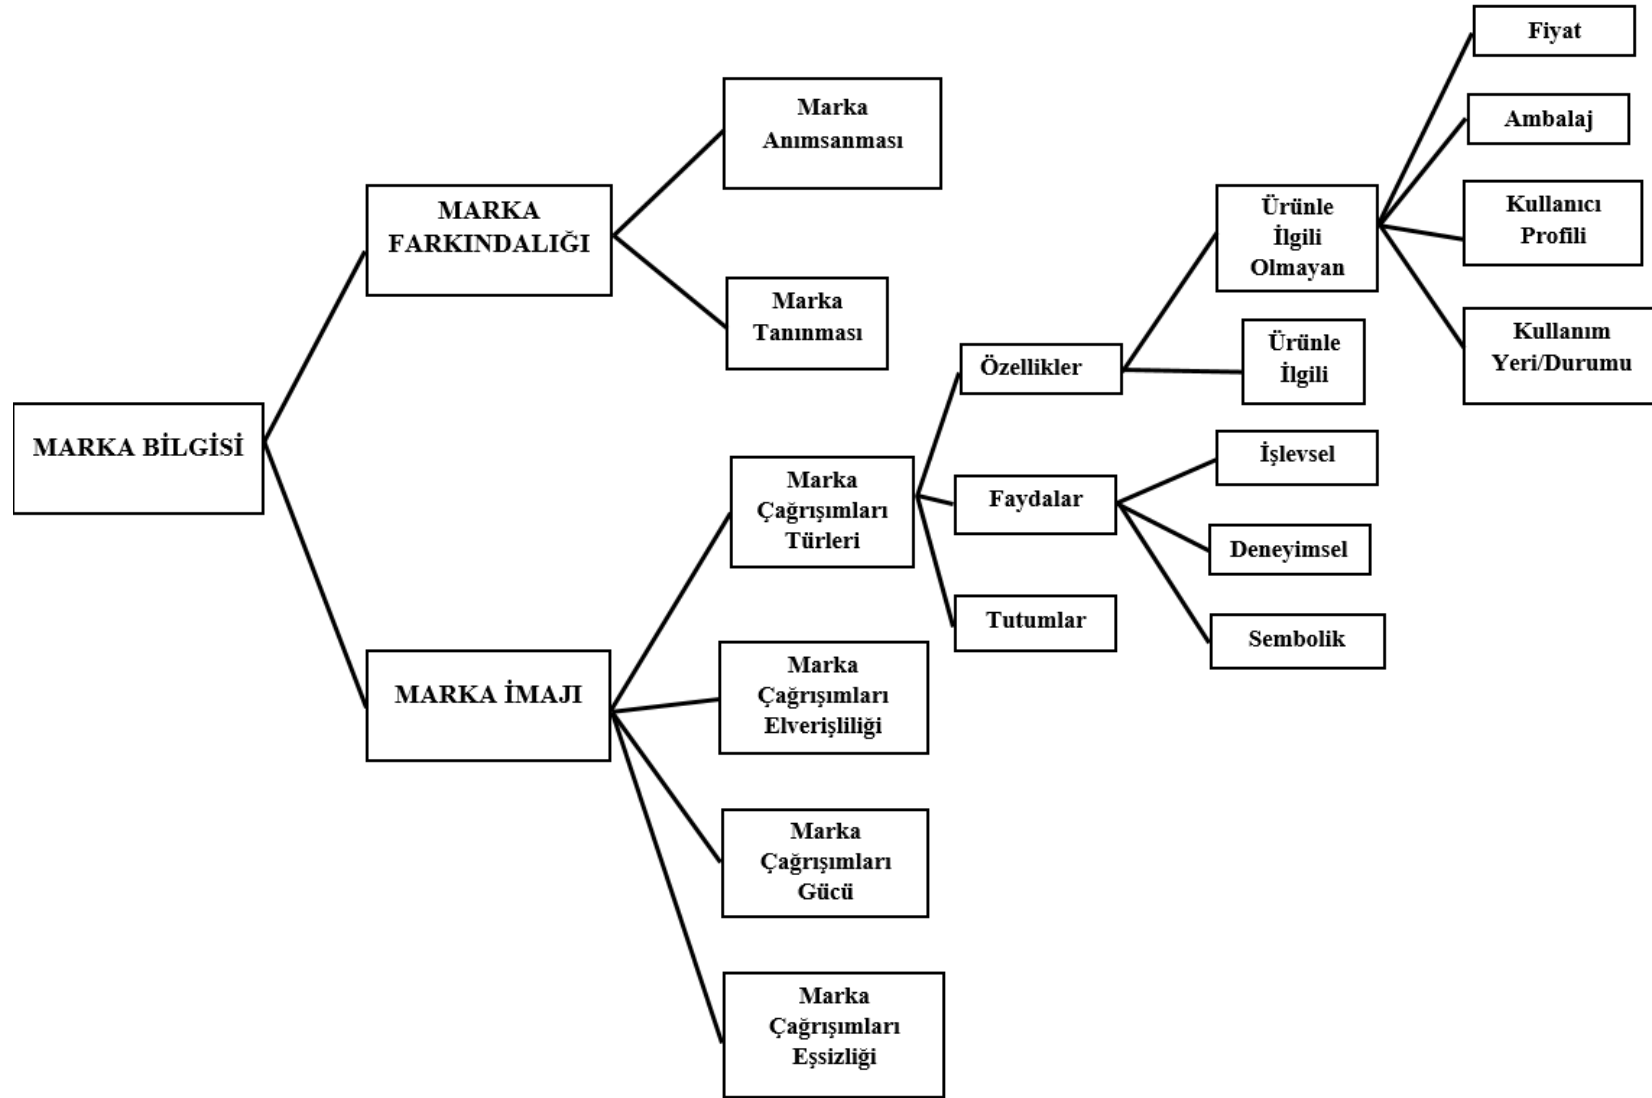 MARKA BİLGİSİ
MARKA
FARKINDALIĞI
MARKA İMAJI
Marka
Anımsanması
Marka
Tanınması
Marka
Çağrışımları
Türleri
Marka
Çağrışımları
Elverişliliği
Marka
Çağrışımları
Gücü
Marka
Çağrışımları
Eşsizliği
Özellikler
Faydalar
Tutumlar
Ürünle
İlgili
Olmayan
Ürünle
İlgili
İşlevsel
Deneyimsel
Sembolik
Fiyat
Ambalaj
Kullanıcı
Profili
Kullanım
Yeri/Durumu